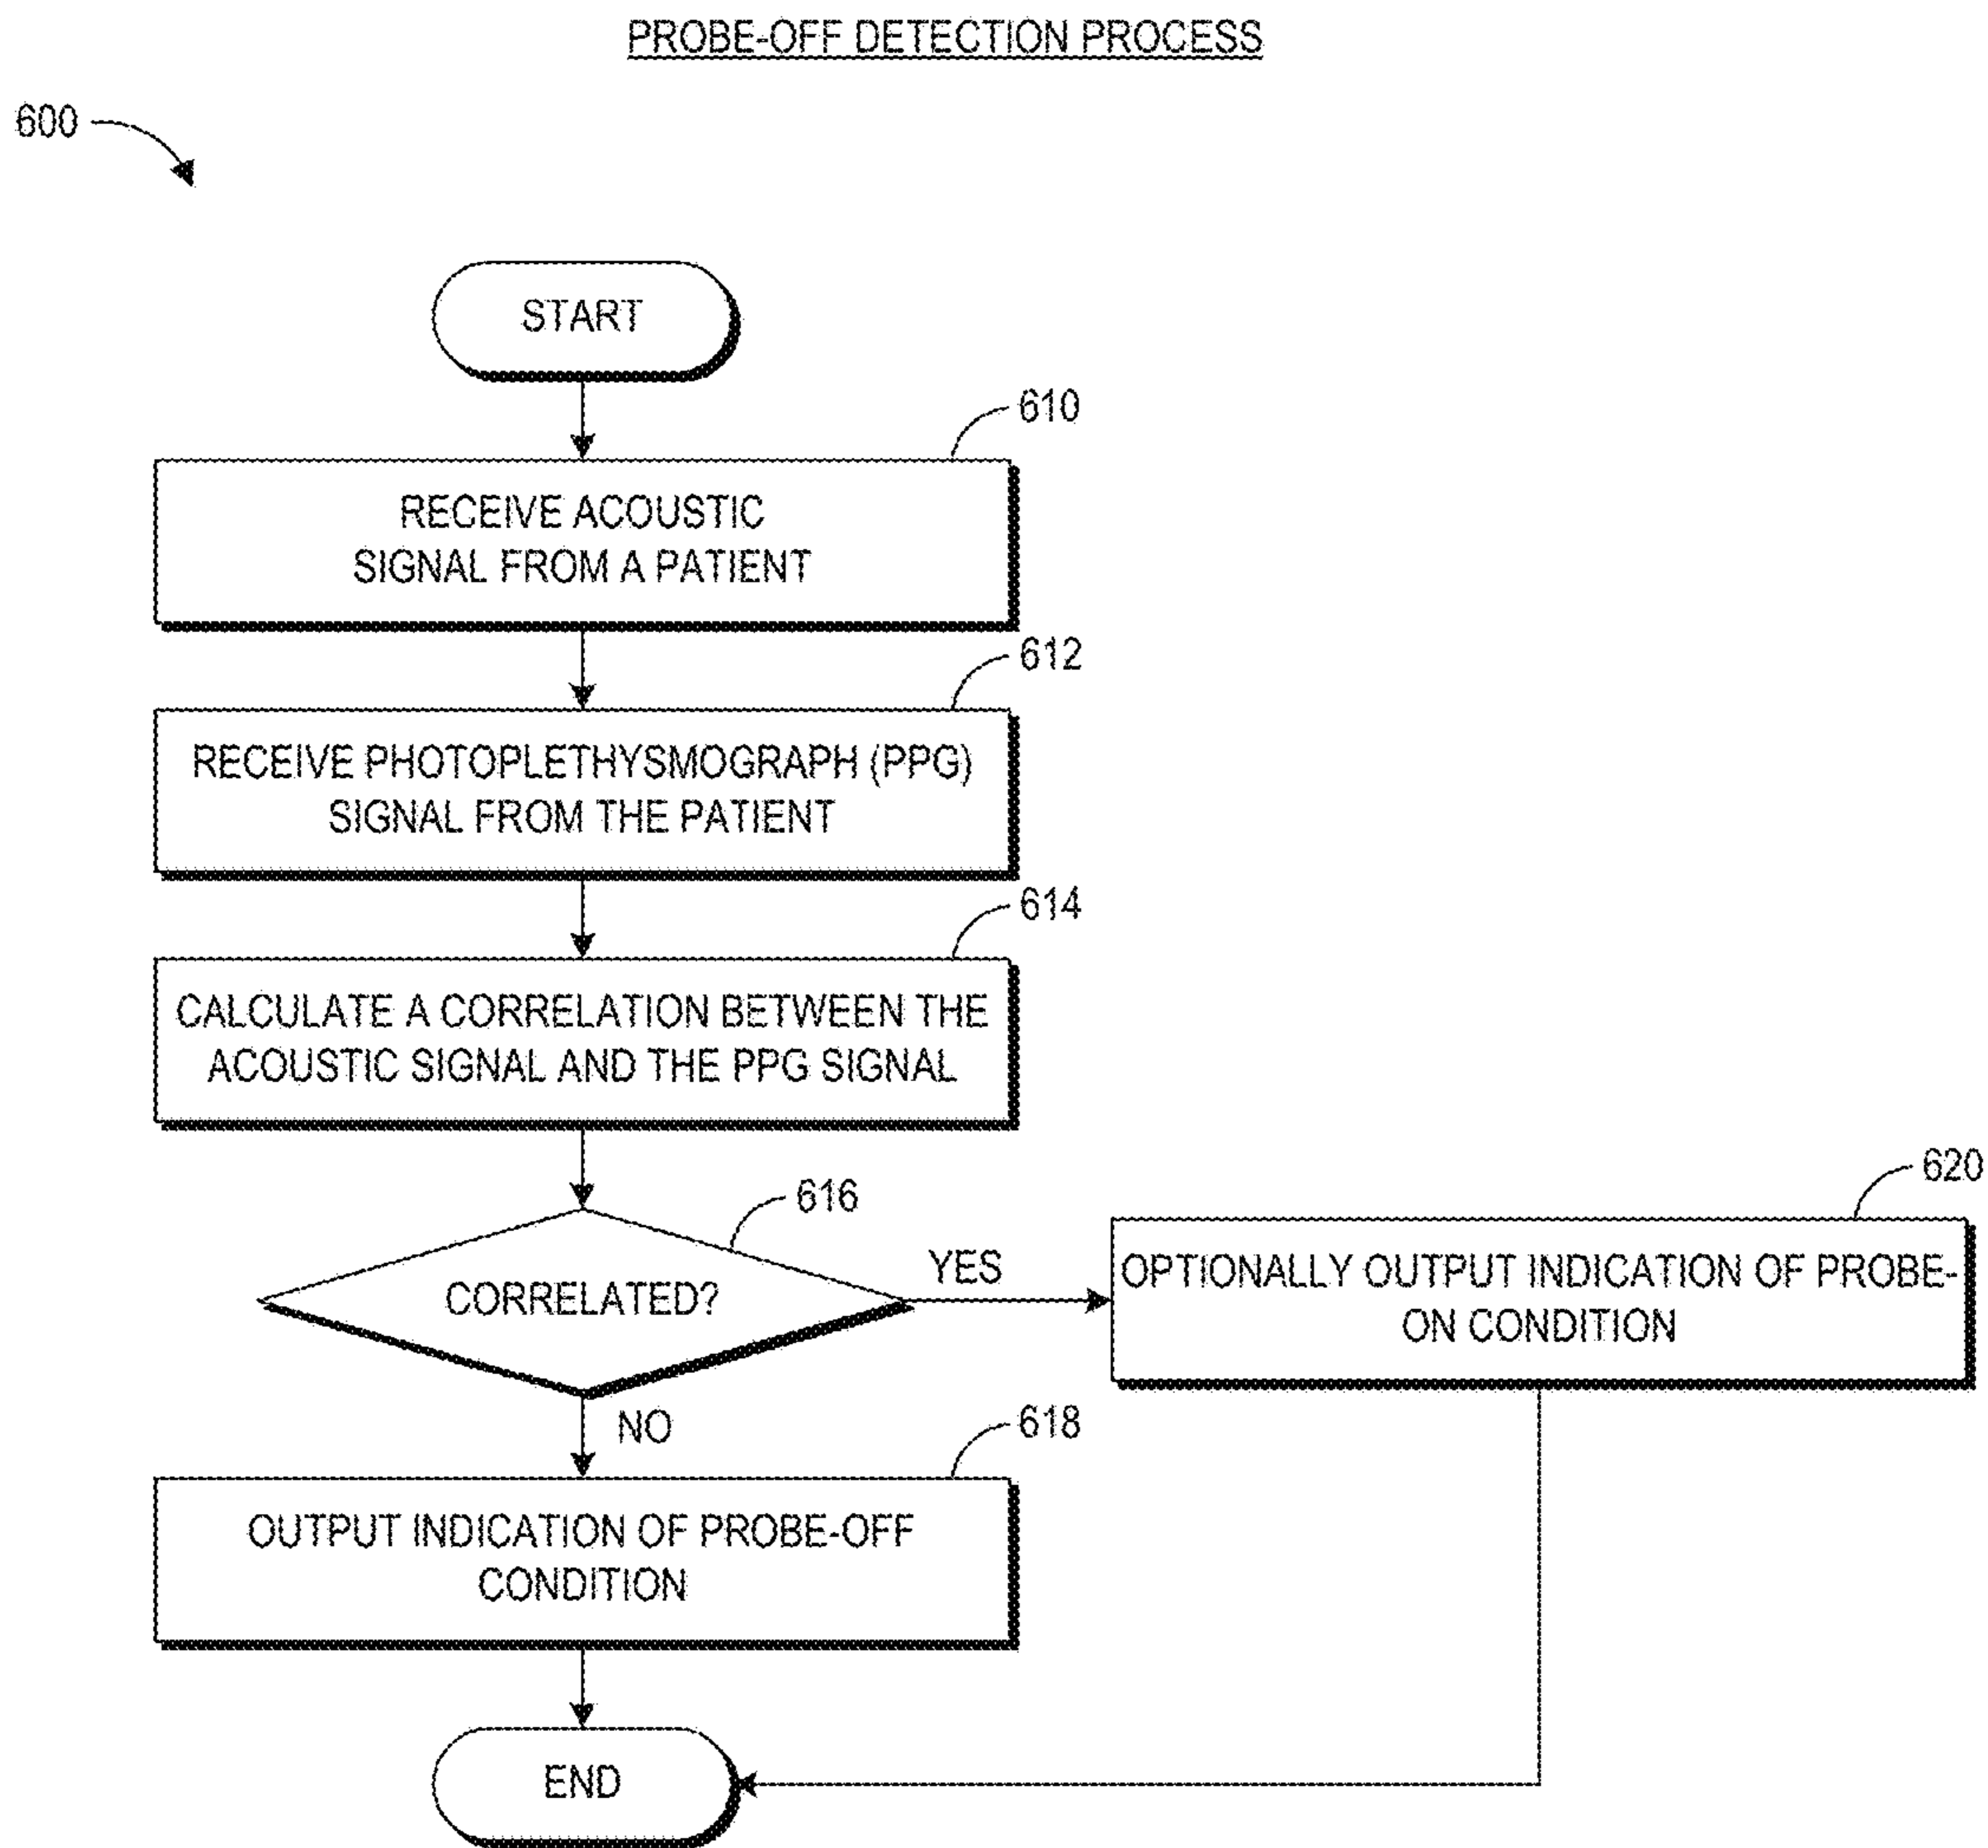 PROBE-OFF DETECTION PROCESS
600
START
610
RECEIVE ACOUSTIC
SIGNAL FROM A PATIENT
612
RECEIVE PHOTOPLETHYSMOGRAPH (PPG)
SIGNAL FROM THE PATIENT
614
CALCULATE A CORRELATION BETWEEN THE
ACOUSTIC SIGNAL AND THE PPG SIGNAL
616
CORRELATED?
YES
620
OPTIONALLY OUTPUT INDICATION OF PROBE-
ON CONDITION
NO
618
OUTPUT INDICATION OF PROBE-OFF
CONDITION
END